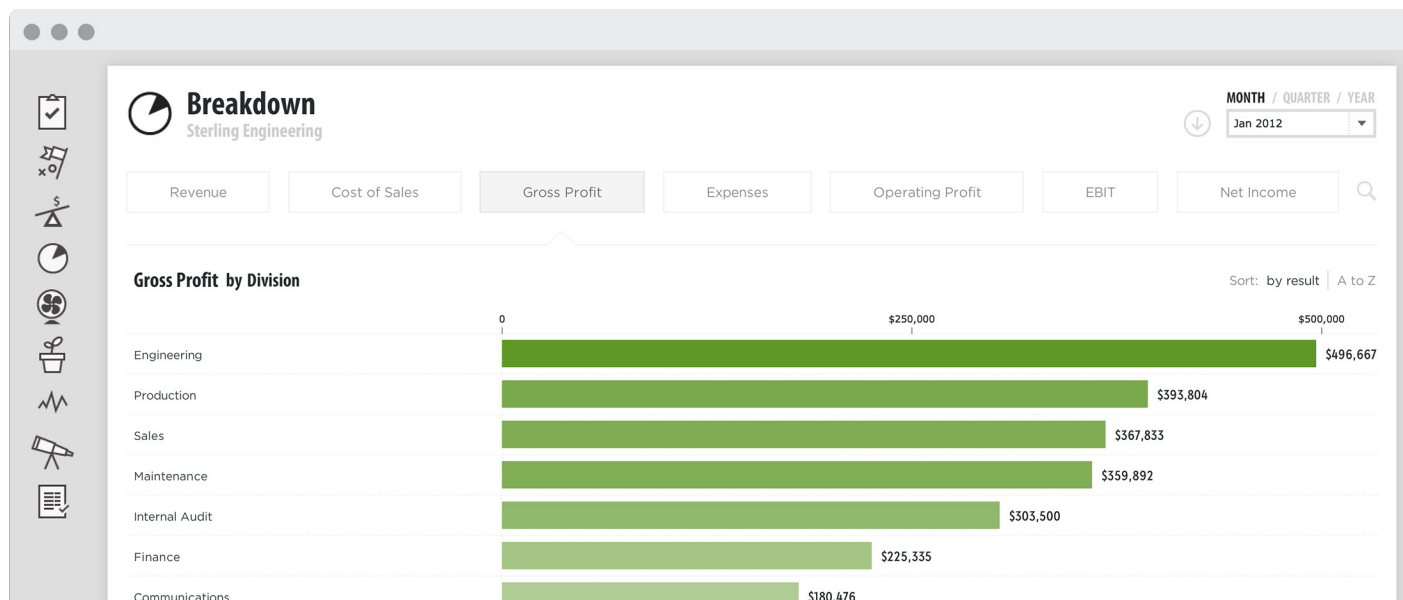 Breakdown
Sterling Engineering
MONTH / QUARTER / YEAR
Jan 2012
Revenue
Cost of Sales
Gross Profit
Expenses
Operating Profit
EBIT
Net Income
Gross Profit by Division
Sort: by result | A to Z
0 $250,000 $500,000
Engineering $496,667
Production $393,804
Sales $367,833
Maintenance $359,892
Internal Audit $303,500
Finance $225,335
Communications $180,476